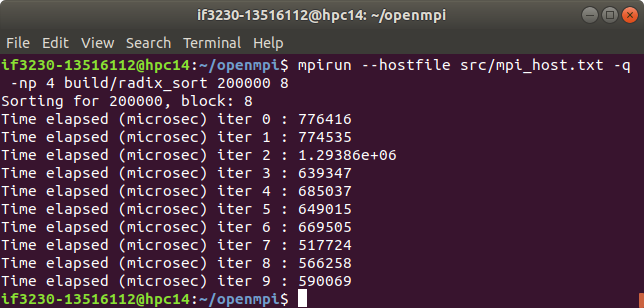 if3230-13516112@hpc14: ~/openmpi
File Edit View Search Terminal Help
if3230-13516112@hpc14:~/openmpi$ mpirun --hostfile src/mpi_host.txt -q
-np 4 build/radix_sort 200000 8
Sorting for 200000, block: 8
Time elapsed (microsec) iter 0 : 776416
Time elapsed (microsec) iter 1 : 774535
Time elapsed (microsec) iter 2 : 1.29386e+06
Time elapsed (microsec) iter 3 : 639347
Time elapsed (microsec) iter 4 : 685037
Time elapsed (microsec) iter 5 : 649015
Time elapsed (microsec) iter 6 : 669505
Time elapsed (microsec) iter 7 : 517724
Time elapsed (microsec) iter 8 : 566258
Time elapsed (microsec) iter 9 : 590069
if3230-13516112@hpc14:~/openmpi$